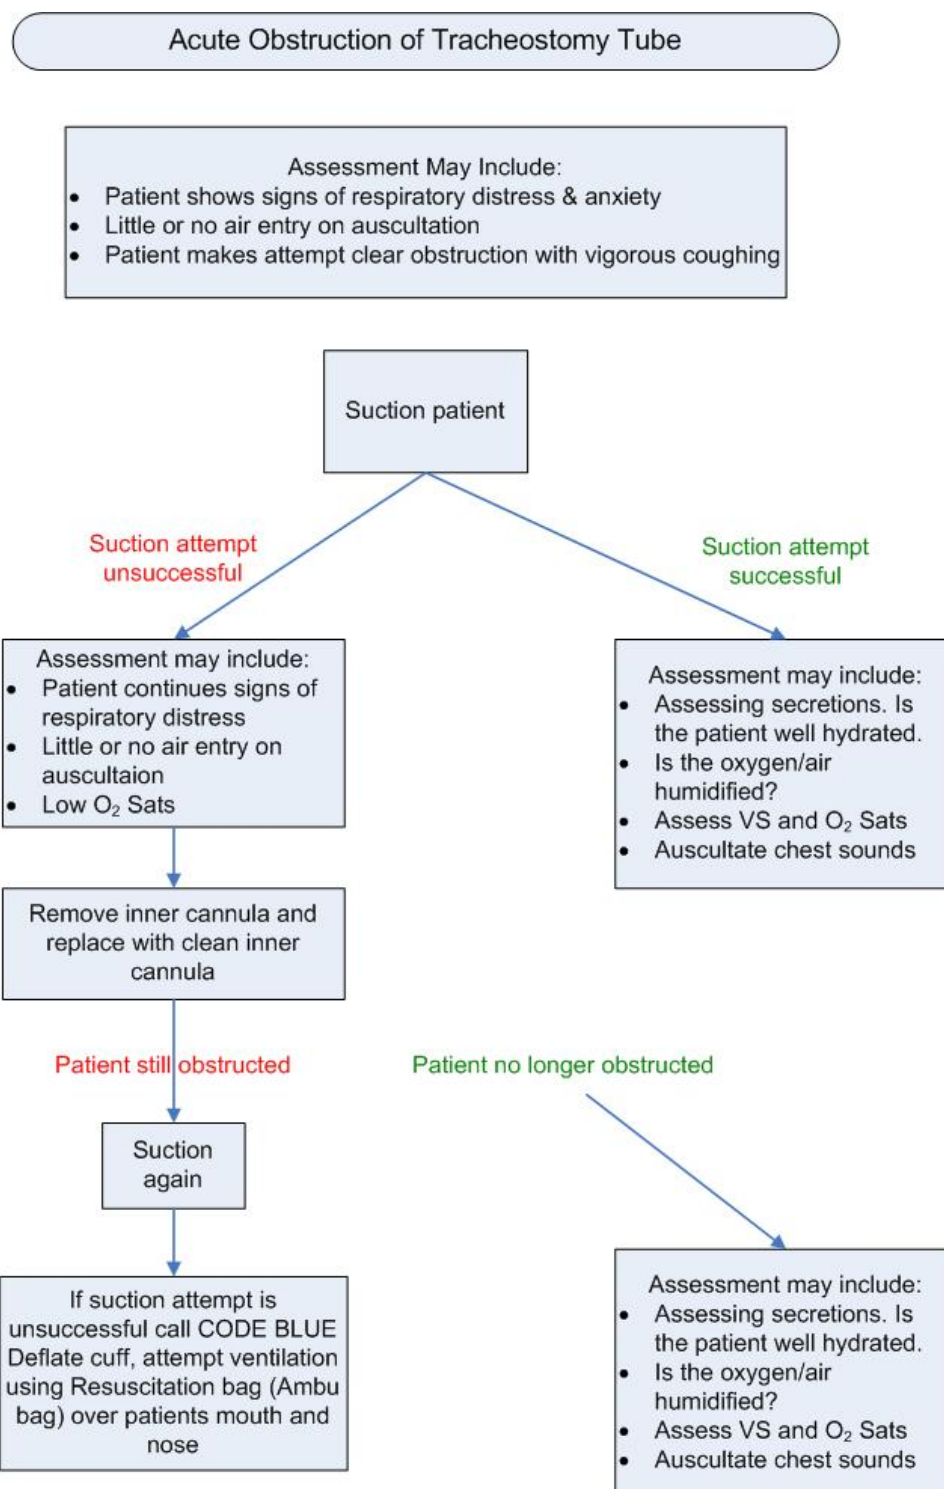 Acute Obstruction of Tracheostomy Tube
Assessment May Include:
• Patient shows signs of respiratory distress & anxiety
• Little or no air entry on auscultation
• Patient makes attempt clear obstruction with vigorous coughing
Suction patient
Suction attempt
unsuccessful
Suction attempt
successful
Assessment may include:
• Patient continues signs of
respiratory distress
• Little or no air entry on
auscultaion
• Low O₂ Sats
Assessment may include:
• Assessing secretions. Is
the patient well hydrated.
• Is the oxygen/air
humidified?
• Assess VS and O₂ Sats
• Auscultate chest sounds
Remove inner cannula and
replace with clean inner
cannula
Patient still obstructed
Patient no longer obstructed
Suction
again
If suction attempt is
unsuccessful call CODE BLUE
Deflate cuff, attempt ventilation
using Resuscitation bag (Ambu
bag) over patients mouth and
nose
Assessment may include:
• Assessing secretions. Is
the patient well hydrated.
• Is the oxygen/air
humidified?
• Assess VS and O₂ Sats
• Auscultate chest sounds